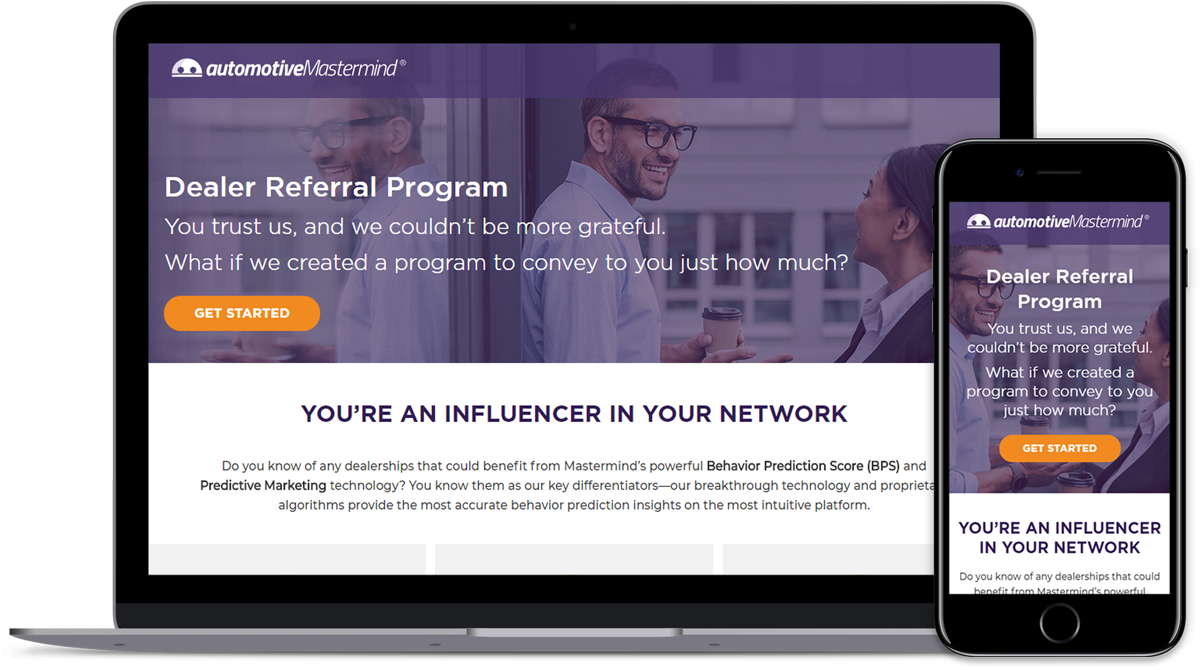 automotiveMastermind®
Dealer Referral Program
You trust us, and we couldn’t be more grateful.
What if we created a program to convey to you just how much?
GET STARTED
YOU’RE AN INFLUENCER IN YOUR NETWORK
Do you know of any dealerships that could benefit from Mastermind’s powerful Behavior Prediction Score (BPS) and
Predictive Marketing technology? You know them as our key differentiators—our breakthrough technology and
algorithms provide the most accurate behavior prediction insights on the most intuitive platform.
automotiveMastermind®
Dealer Referral
Program
You trust us, and we
couldn’t be more grateful.
What if we created a
program to convey to you
just how much?
GET STARTED
YOU’RE AN INFLUENCER
IN YOUR NETWORK
Do you know of any dealerships that could
benefit from Mastermind’s powerful